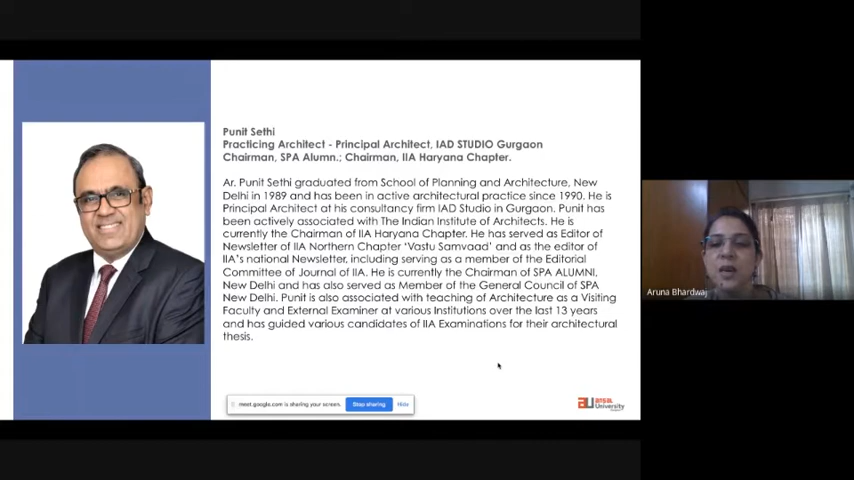 Punit Sethi
Practicing Architect - Principal Architect, IAD STUDIO Gurgaon
Chairman, SPA Alumn.; Chairman, IIA Haryana Chapter.
Ar. Punit Sethi graduated from School of Planning and Architecture, New
Delhi in 1989 and has been in active architectural practice since 1990. He is
Principal Architect at his consultancy firm IAD Studio in Gurgaon. Punit has
been actively associated with The Indian Institute of Architects. He is
currently the Chairman of IIA Haryana Chapter. He has served as Editor of
Newsletter of IIA Northern Chapter ‘Vastu Samvaad’ and as the editor of
IIA’s national Newsletter, including serving as a member of the Editorial
Committee of Journal of IIA. He is currently the Chairman of SPA ALUMNI,
New Delhi and has also served as Member of the General Council of SPA
New Delhi. Punit is also associated with teaching of Architecture as a Visiting
Faculty and External Examiner at various Institutions over the last 13 years
and has guided various candidates of IIA Examinations for their architectural
thesis.
Aruna Bhardwaj
meet.google.com is sharing your screen. Stop sharing Hide
au ansal University